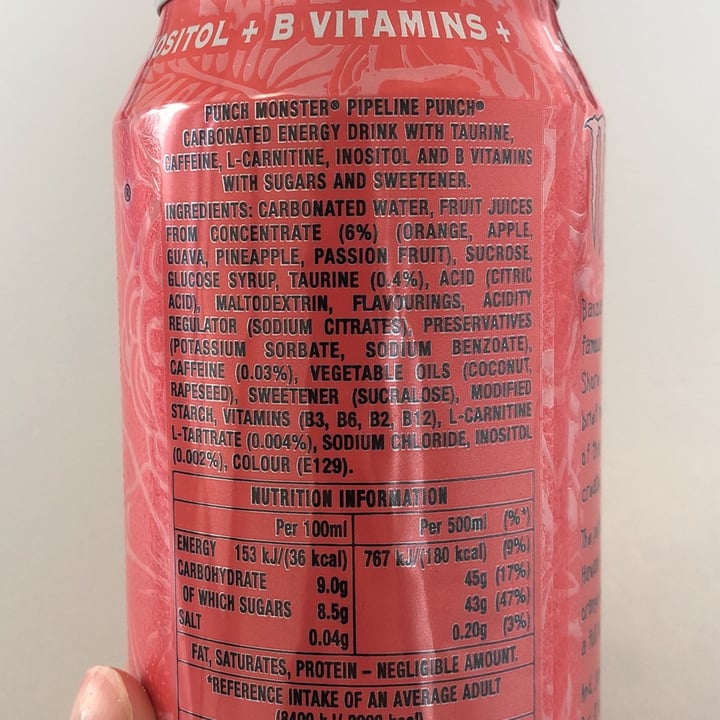 OSITOL + B VITAMINS +
PUNCH MONSTER® PIPELINE PUNCH®
CARBONATED ENERGY DRINK WITH TAURINE,
CAFFEINE, L-CARNITINE, INOSITOL AND B VITAMINS
WITH SUGARS AND SWEETENER.
INGREDIENTS: CARBONATED WATER, FRUIT JUICES
FROM CONCENTRATE (6%) (ORANGE, APPLE,
GUAVA, PINEAPPLE, PASSION FRUIT), SUCROSE,
GLUCOSE SYRUP, TAURINE (0.4%), ACID (CITRIC
ACID), MALTODEXTRIN, FLAVOURINGS, ACIDITY
REGULATOR (SODIUM CITRATES), PRESERVATIVES
(POTASSIUM SORBATE, SODIUM BENZOATE),
CAFFEINE (0.03%), VEGETABLE OILS (COCONUT,
RAPESEED), SWEETENER (SUCRALOSE), MODIFIED
STARCH, VITAMINS (B3, B6, B2, B12), L-CARNITINE
L-TARTRATE (0.004%), SODIUM CHLORIDE, INOSITOL
(0.002%), COLOUR (E129).
NUTRITION INFORMATION
Per 100ml Per 500ml (%*)
ENERGY 153 kJ/(36 kcal) 767 kJ/(180 kcal) (9%)
CARBOHYDRATE 9.0g 45g (17%)
OF WHICH SUGARS 8.5g 43g (47%)
SALT 0.04g 0.20g (3%)
FAT, SATURATES, PROTEIN – NEGLIGIBLE AMOUNT.
*REFERENCE INTAKE OF AN AVERAGE ADULT
®
of the